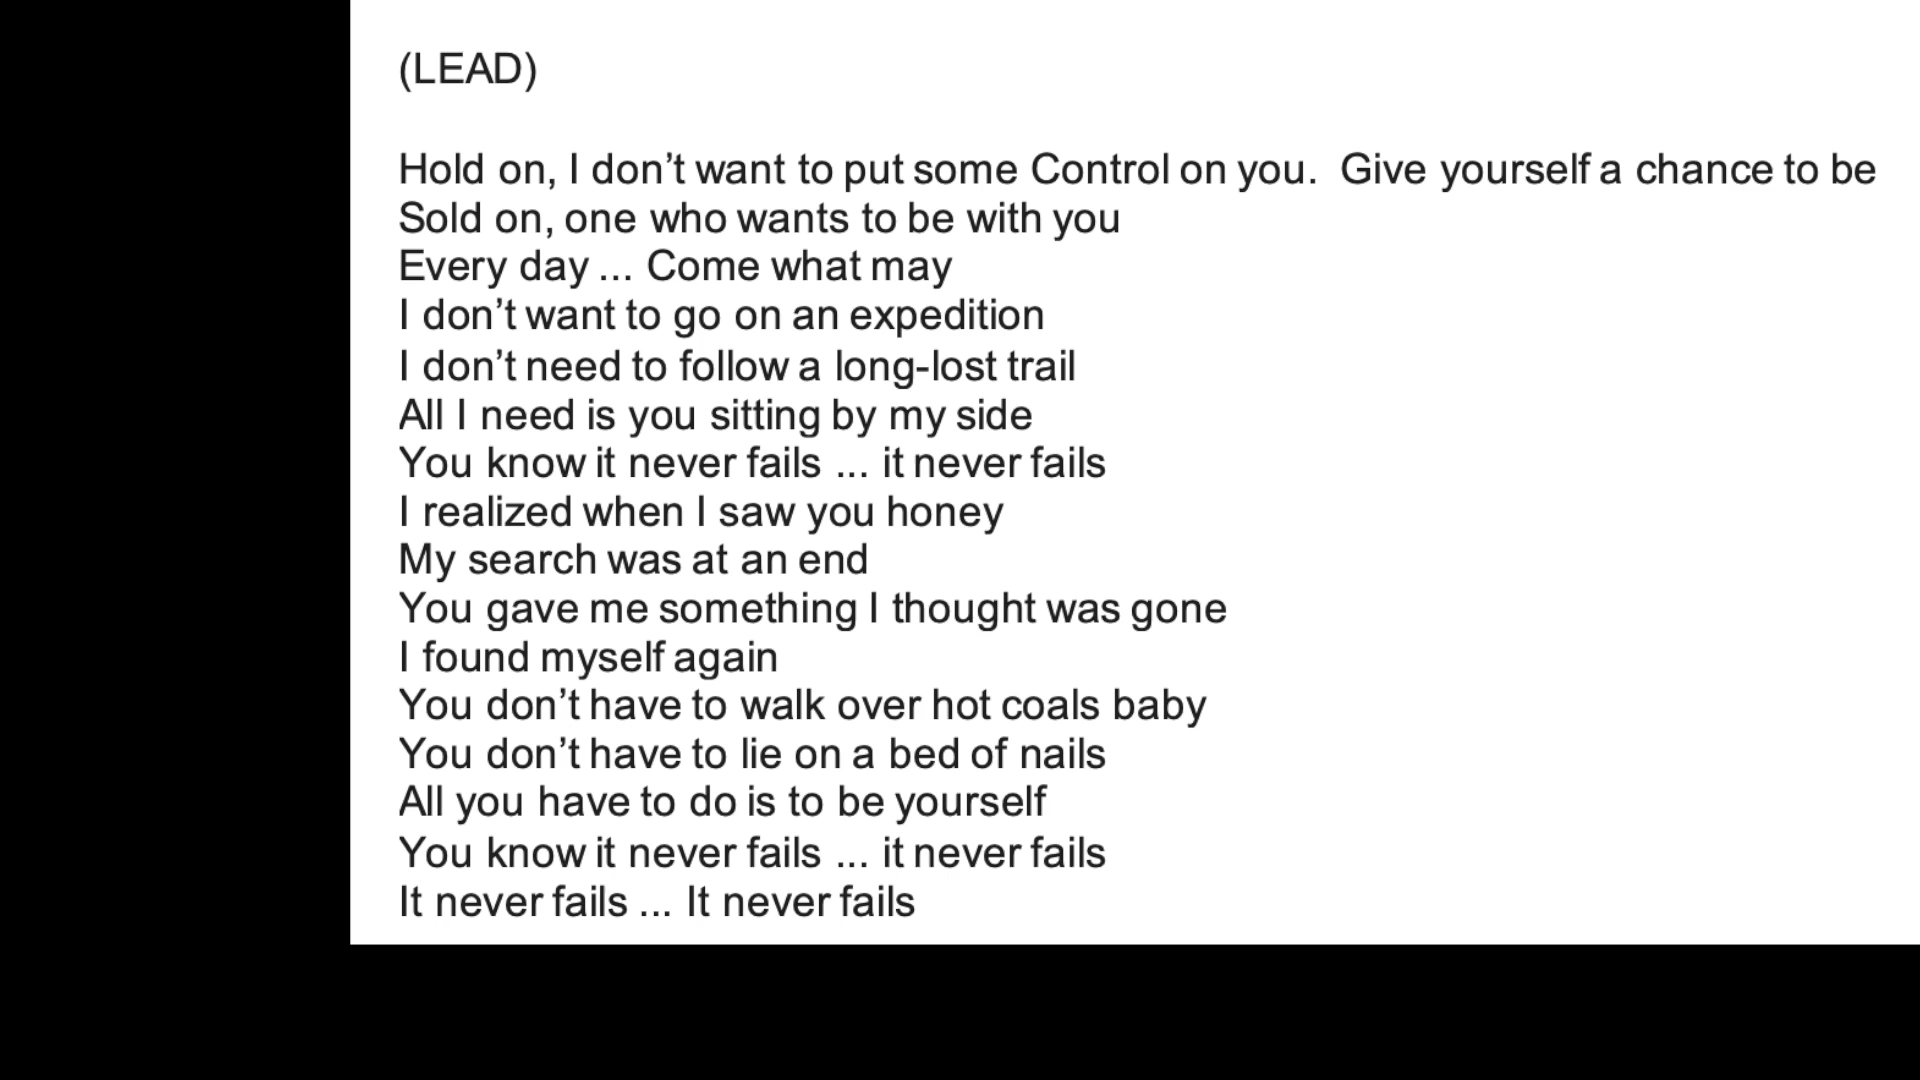 (LEAD)
Hold on, I don’t want to put some Control on you.  Give yourself a chance to be
Sold on, one who wants to be with you
Every day ... Come what may
I don’t want to go on an expedition
I don’t need to follow a long-lost trail
All I need is you sitting by my side
You know it never fails ... it never fails
I realized when I saw you honey
My search was at an end
You gave me something I thought was gone
I found myself again
You don’t have to walk over hot coals baby
You don’t have to lie on a bed of nails
All you have to do is to be yourself
You know it never fails ... it never fails
It never fails ... It never fails